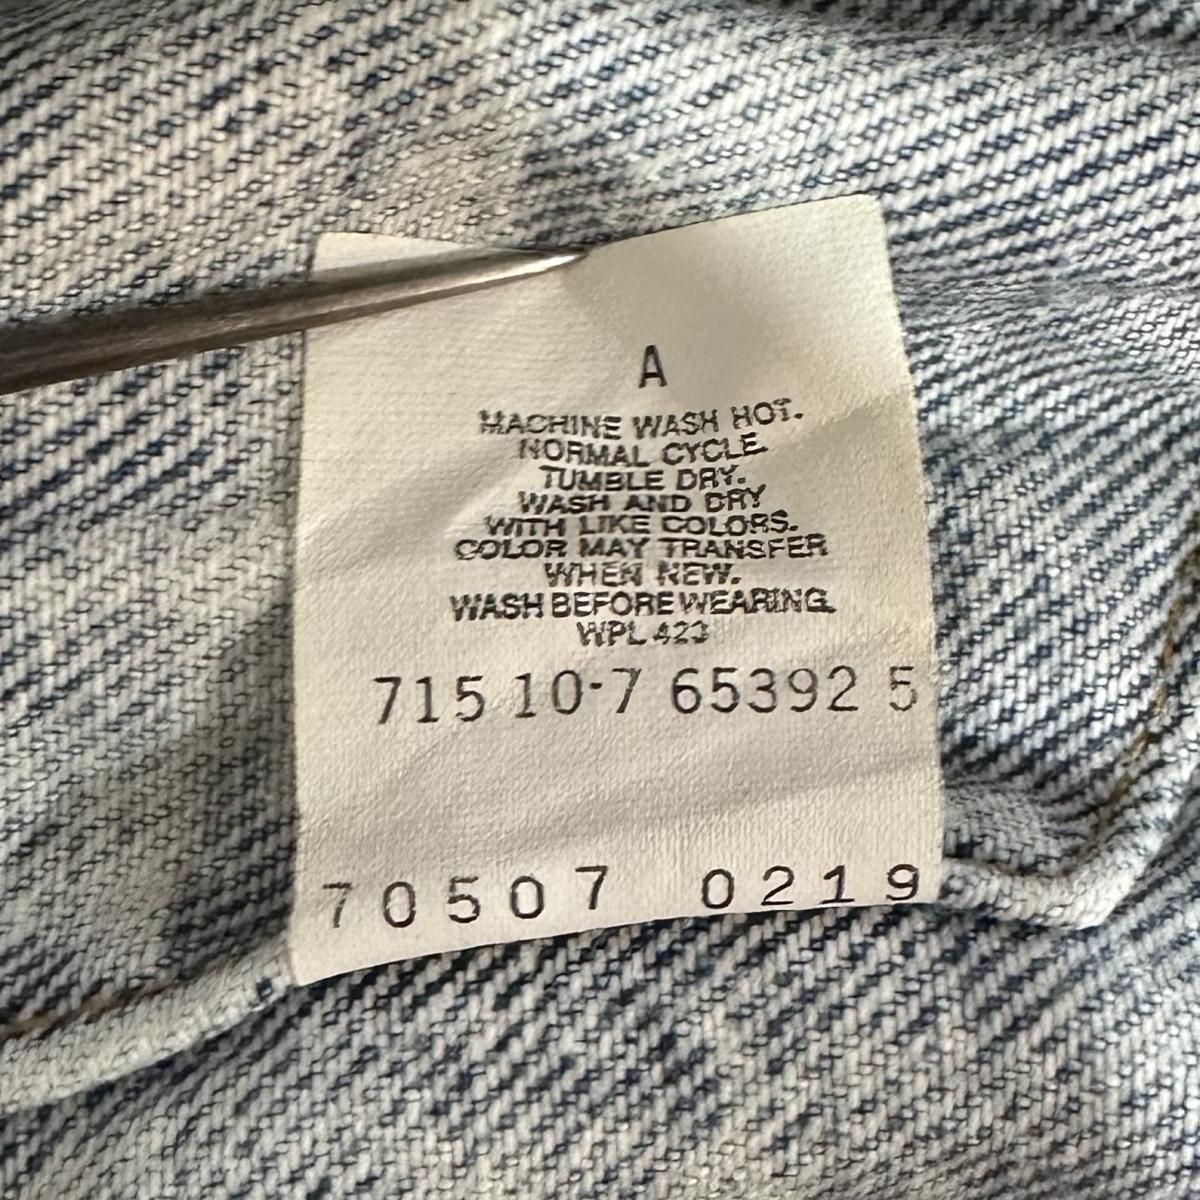 A
MACHINE WASH HOT.
NORMAL CYCLE.
TUMBLE DRY.
WASH AND DRY
WITH LIKE COLORS.
COLOR MAY TRANSFER
WHEN NEW.
WASH BEFORE WEARING.
WPL 423
715 10-7 65392 5
70507 0219